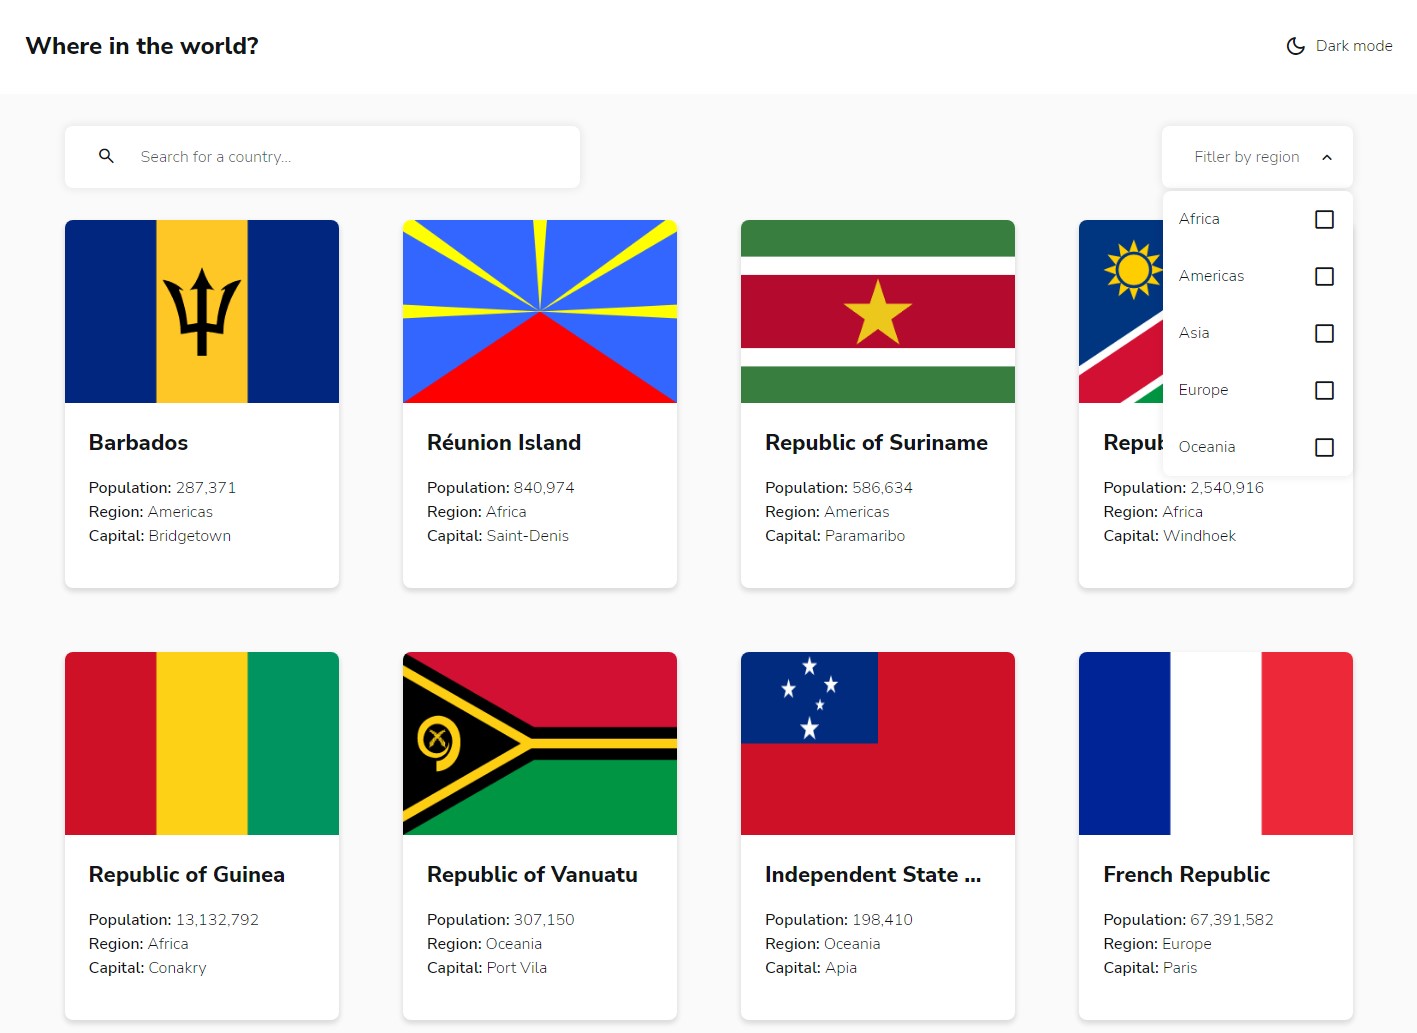 Where in the world?
Dark mode
Search for a country...
Fitler by region
Africa
Americas
Asia
Europe
Oceania
Barbados
Population: 287,371
Region: Americas
Capital: Bridgetown
Réunion Island
Population: 840,974
Region: Africa
Capital: Saint-Denis
Republic of Suriname
Population: 586,634
Region: Americas
Capital: Paramaribo
Repub
Population: 2,540,916
Region: Africa
Capital: Windhoek
Republic of Guinea
Population: 13,132,792
Region: Africa
Capital: Conakry
Republic of Vanuatu
Population: 307,150
Region: Oceania
Capital: Port Vila
Independent State ...
Population: 198,410
Region: Oceania
Capital: Apia
French Republic
Population: 67,391,582
Region: Europe
Capital: Paris